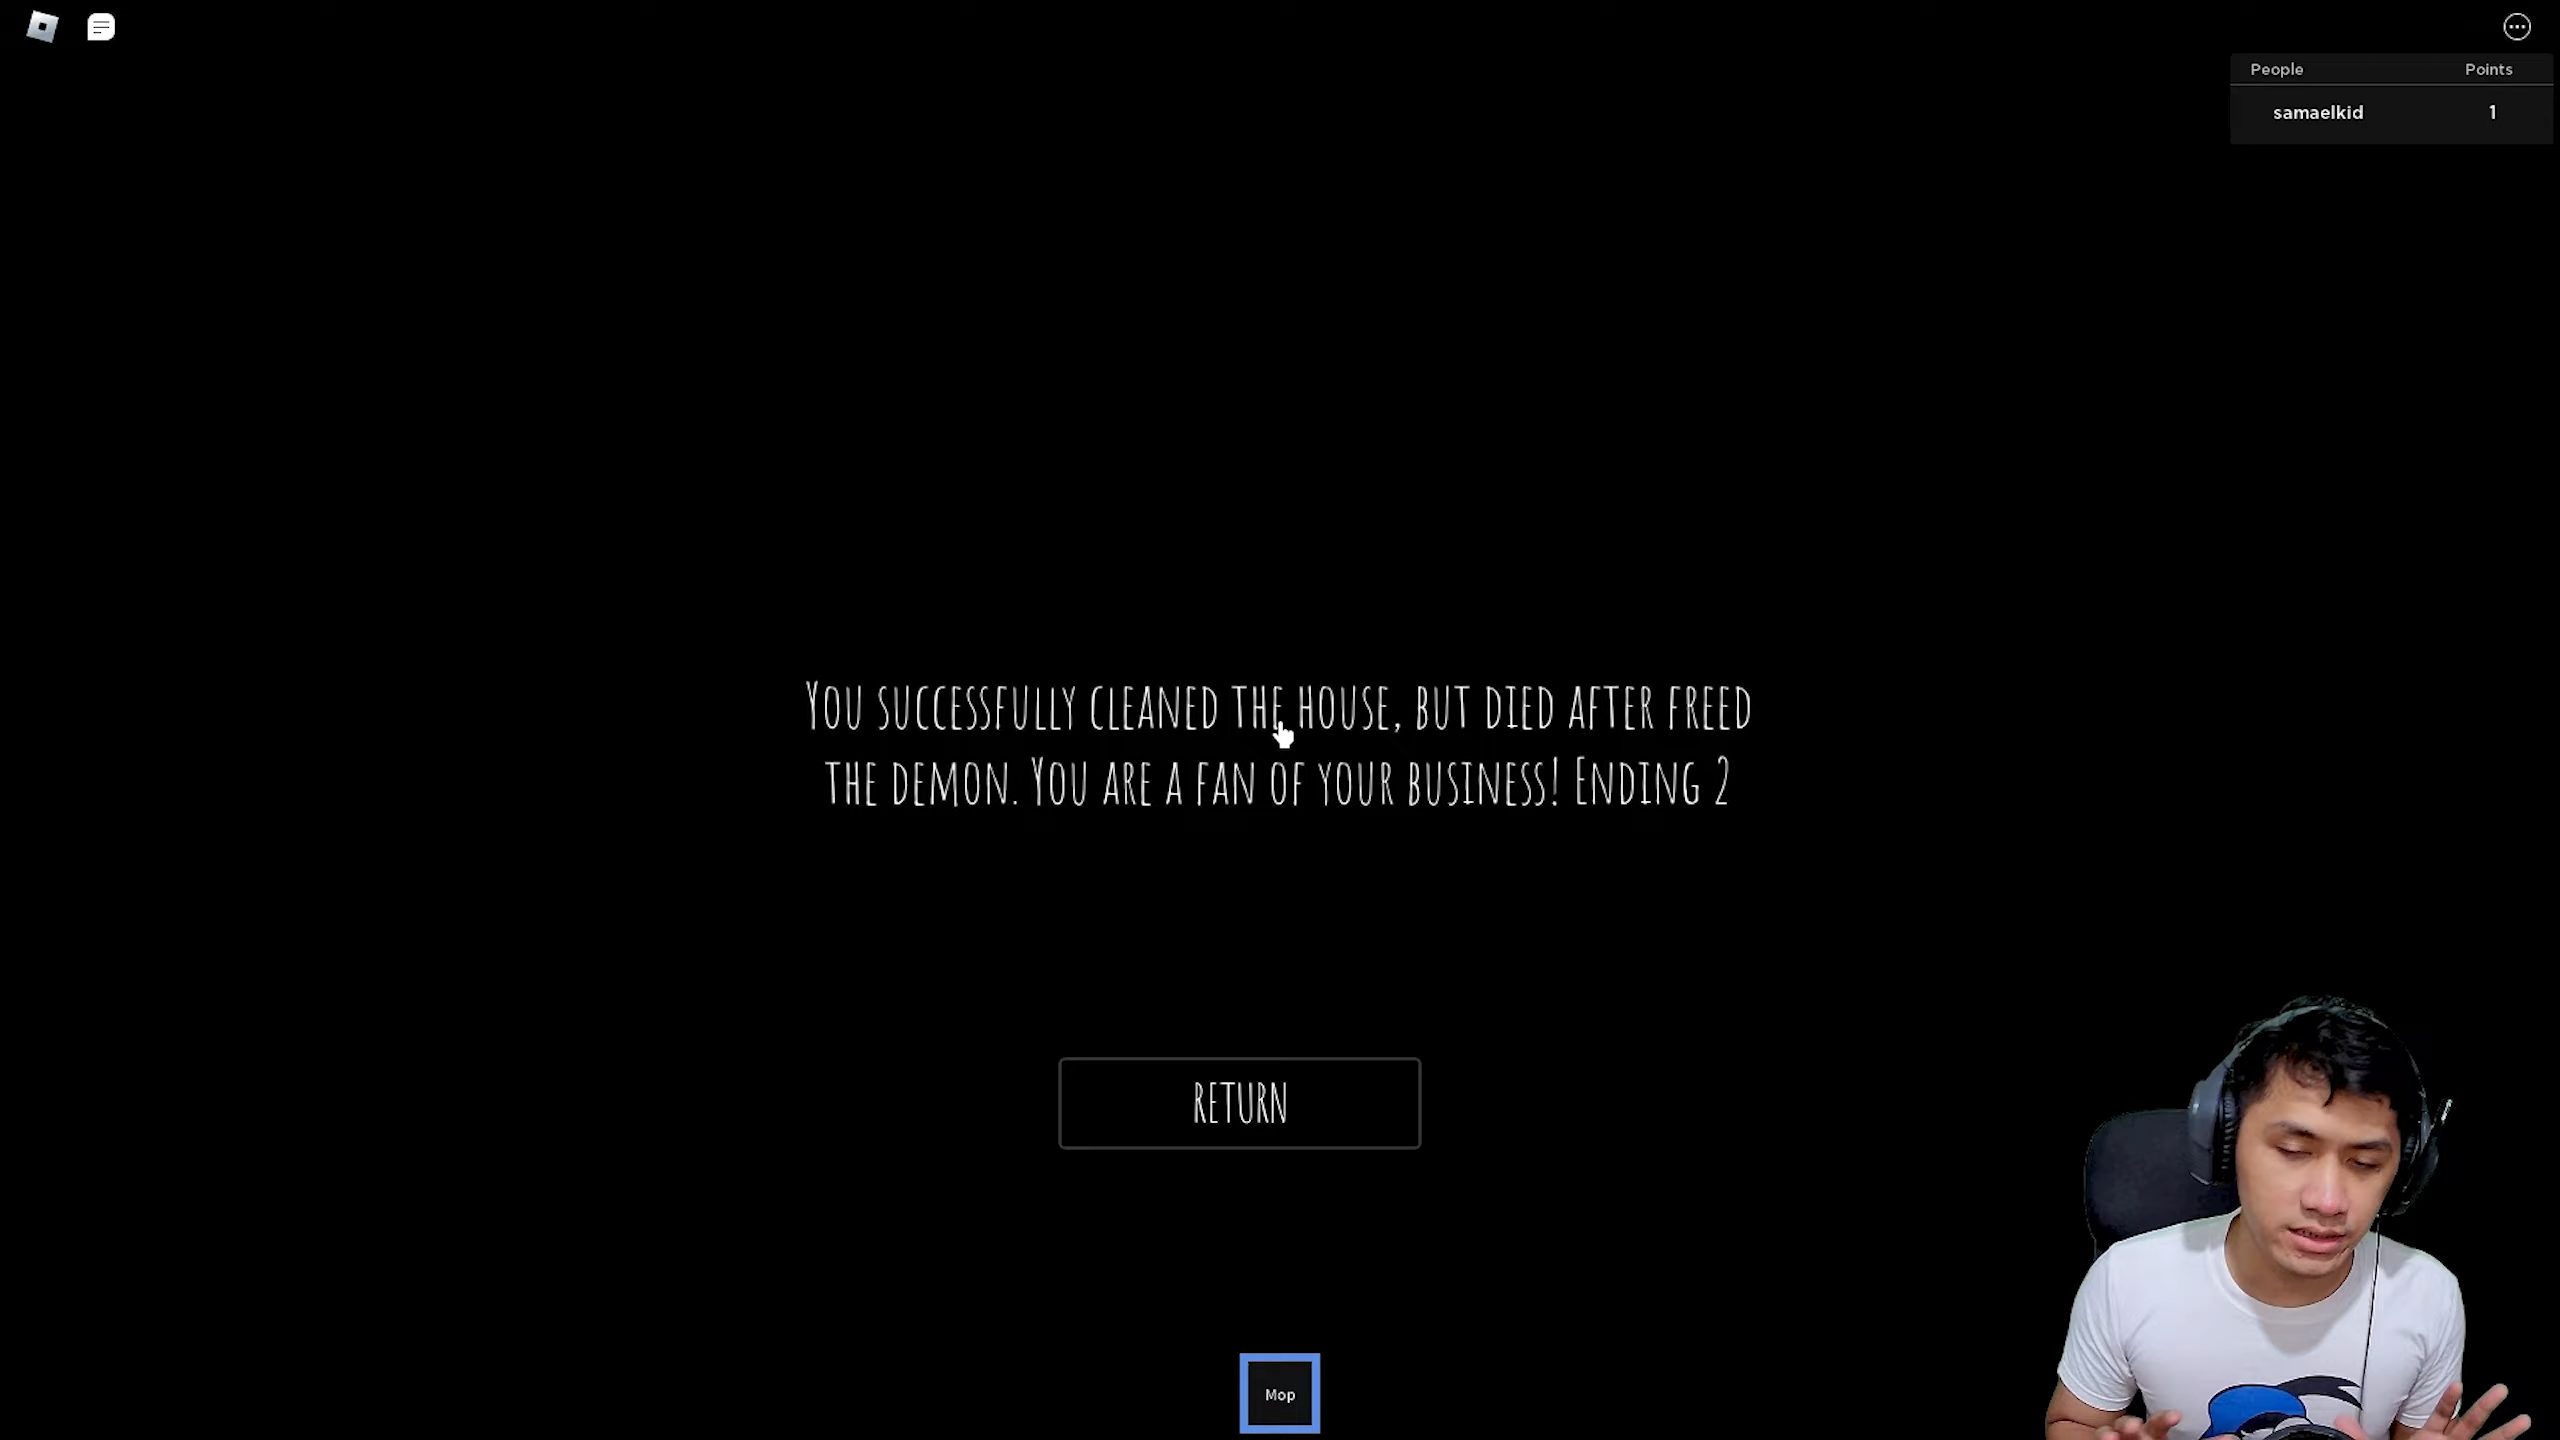 People Points
samaelkid 1
You successfully cleaned the house, but died after freed
the demon. You are a fan of your business! Ending 2
RETURN
Mop